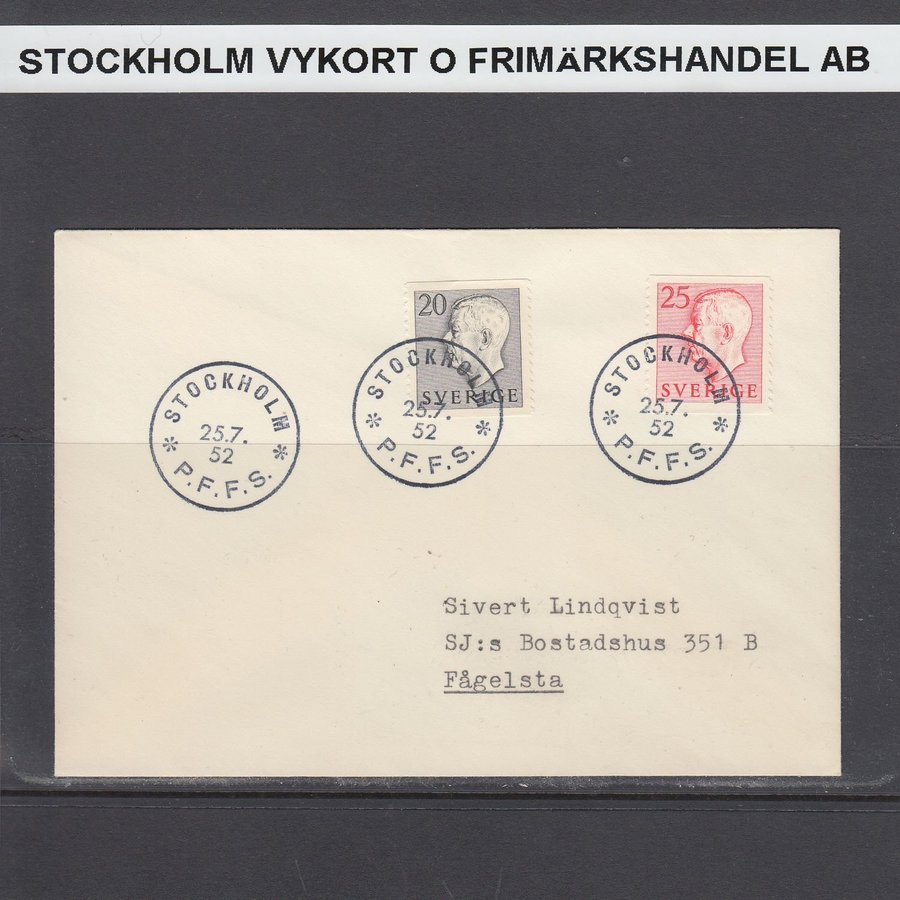 STOCKHOLM VYKORT O FRIMÄRKSHANDEL AB
20
SVERIGE
25
SVERIGE
STOCKHOLM
25.7.
52
* P.F.F.S. *
STOCKHOLM
25.7.
52
* P.F.F.S. *
STOCKHOLM
25.7.
52
* P.F.F.S. *
Sivert Lindqvist
SJ:s Bostadshus 351 B
Fågelsta